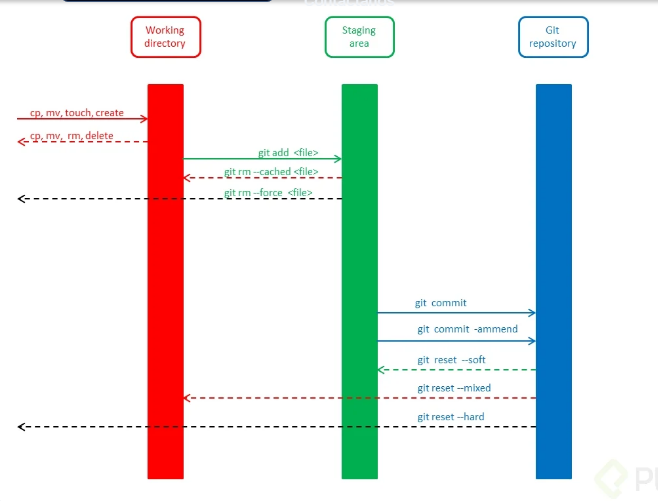 Working
directory
Staging
area
Git
repository
cp, mv, touch, create
cp, mv, rm, delete
git add <file>
git rm --cached <file>
git rm --force <file>
git commit
git commit -ammend
git reset --soft
git reset --mixed
git reset --hard